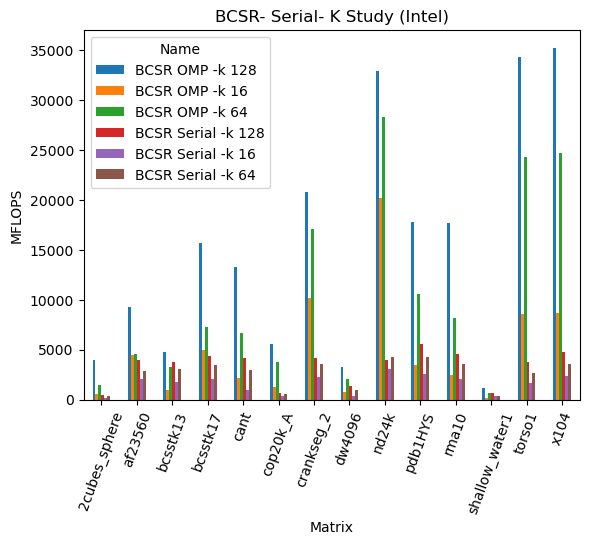 BCSR- Serial- K Study (Intel)
Name
BCSR OMP -k 128
BCSR OMP -k 16
BCSR OMP -k 64
BCSR Serial -k 128
BCSR Serial -k 16
BCSR Serial -k 64
MFLOPS
35000
30000
25000
20000
15000
10000
5000
0
2cubes_sphere
af23560
bcsstk13
bcsstk17
cant
cop20k_A
crankseg_2
dw4096
nd24k
pdb1HYS
rma10
shallow_water1
torso1
x104
Matrix